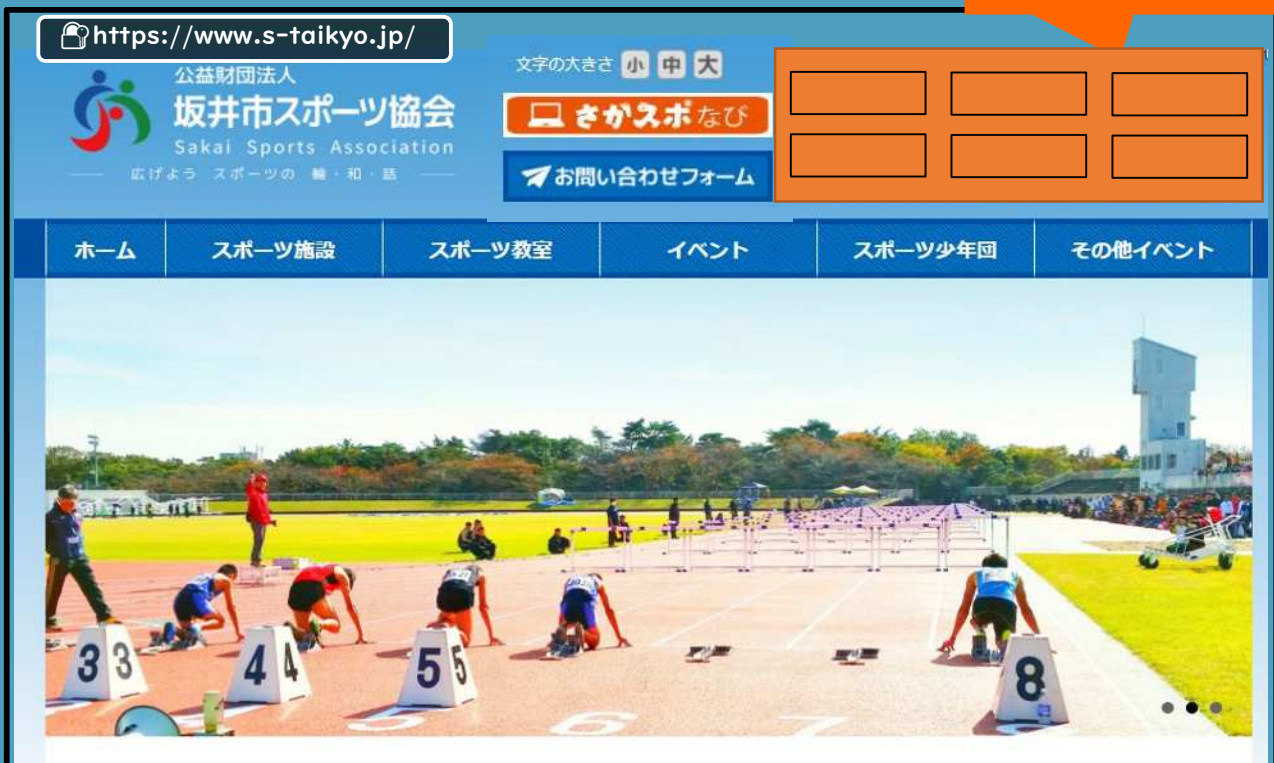 https://www.s-taikyo.jp/
公益財団法人
坂井市スポーツ協会
Sakai Sports Association
広げよう スポーツの 輪・和・話
文字の大きさ 小 中 大
さかスポなび
お問い合わせフォーム
ホーム スポーツ施設 スポーツ教室 イベント スポーツ少年団 その他イベント
33 44 55 8
5 6 7